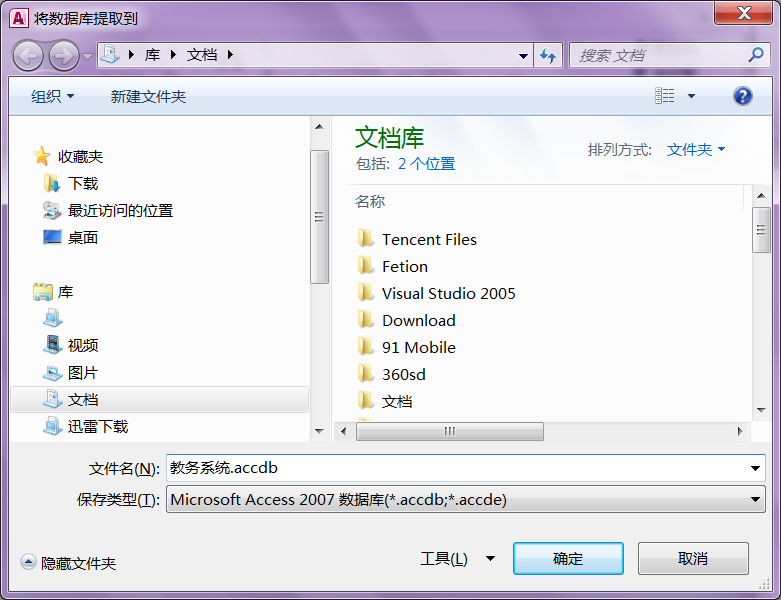 将数据库提取到
库 文档
搜索 文档
组织 新建文件夹
收藏夹
下载
最近访问的位置
桌面
库
视频
图片
文档
迅雷下载
文档库
包括: 2 个位置
排列方式: 文件夹
名称
Tencent Files
Fetion
Visual Studio 2005
Download
91 Mobile
360sd
文档
文件名(N): 教务系统.accdb
保存类型(T): Microsoft Access 2007 数据库(*.accdb;*.accde)
隐藏文件夹
工具(L) 确定 取消